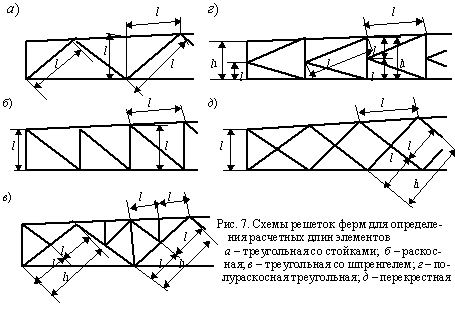 а)
l
l
l
l
г)
l
h
l
l
l
l
h
б)
l
l
l
д)
l
l
l
l
h
в)
l
l
l
l
h
l
l
h
Рис. 7. Схемы решеток ферм для определе-
ния расчетных длин элементов
а – треугольная со стойками; б – раскос-
ная; в – треугольная со шпренгелем; г – по-
лураскосная треугольная; д – перекрестная